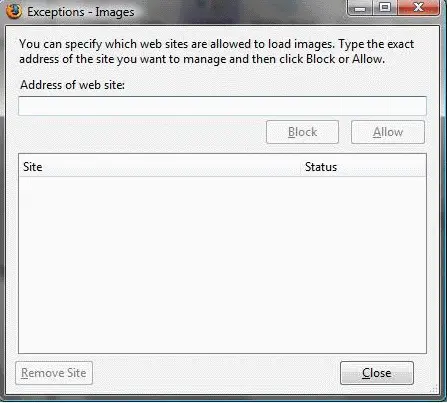 Exceptions - Images
You can specify which web sites are allowed to load images. Type the exact
address of the site you want to manage and then click Block or Allow.
Address of web site:
Block Allow
Site Status
Remove Site Close